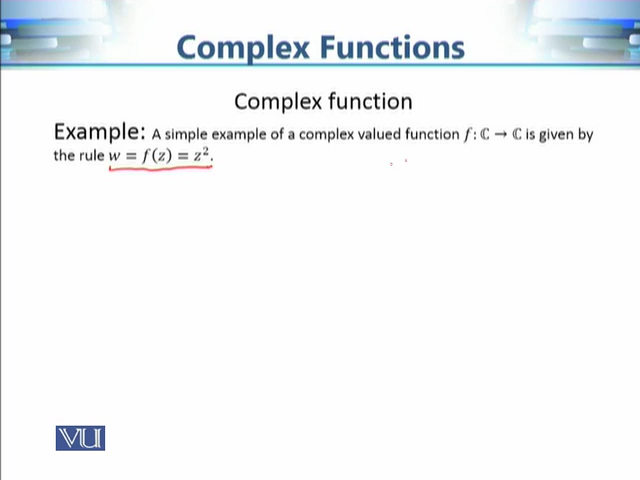 Complex Functions
Complex function
Example: A simple example of a complex valued function f: ℂ → ℂ is given by
the rule w = f(z) = z².
VU